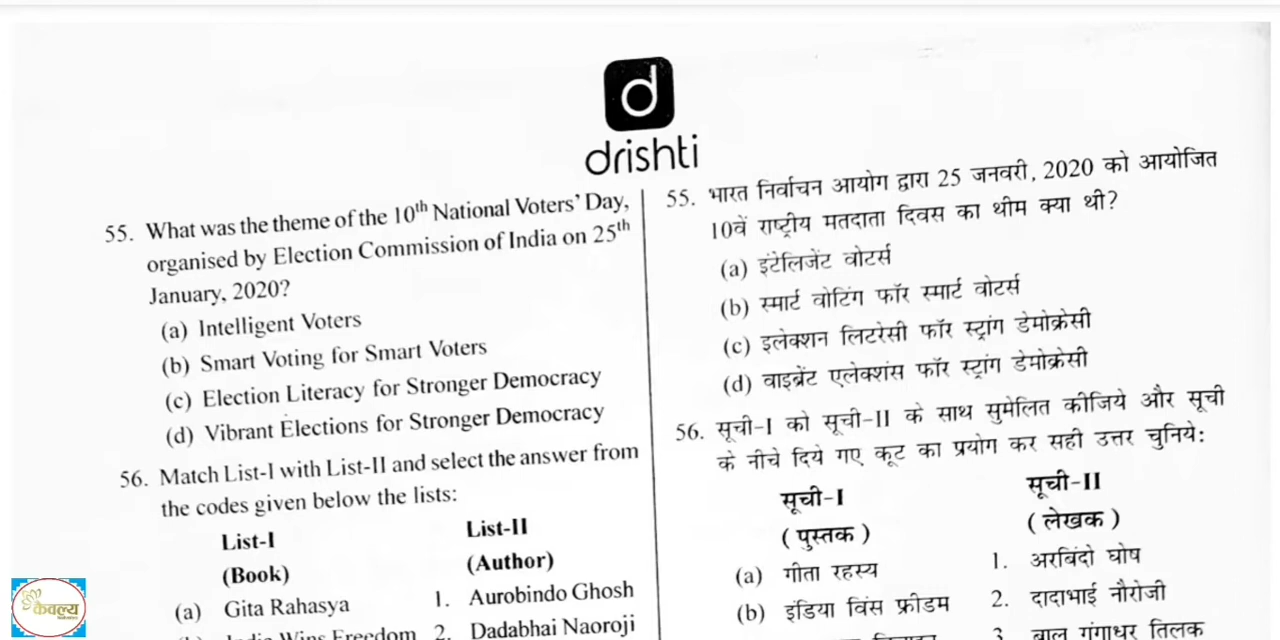 d
drishti
55. What was the theme of the 10th National Voters' Day,
organised by Election Commission of India on 25th
January, 2020?
(a) Intelligent Voters
(b) Smart Voting for Smart Voters
(c) Election Literacy for Stronger Democracy
(d) Vibrant Elections for Stronger Democracy
56. Match List-I with List-II and select the answer from
the codes given below the lists:
List-I List-II
(Book) (Author)
(a) Gita Rahasya 1. Aurobindo Ghosh
India Wins Freedom 2. Dadabhai Naoroji
55. भारत निर्वाचन आयोग द्वारा 25 जनवरी, 2020 को आयोजित
10वें राष्ट्रीय मतदाता दिवस का थीम क्या थी?
(a) इंटेलिजेंट वोटर्स
(b) स्मार्ट वोटिंग फॉर स्मार्ट वोटर्स
(c) इलेक्शन लिटरेसी फॉर स्ट्रांग डेमोक्रेसी
(d) वाइब्रेंट एलेक्शंस फॉर स्ट्रांग डेमोक्रेसी
56. सूची-I को सूची-II के साथ सुमेलित कीजिये और सूची
के नीचे दिये गए कूट का प्रयोग कर सही उत्तर चुनिये:
सूची-I सूची-II
(पुस्तक) (लेखक)
(a) गीता रहस्य 1. अरबिंदो घोष
(b) इंडिया विंस फ्रीडम 2. दादाभाई नौरोजी
3. बाल गंगाधर तिलक
कैवल्य